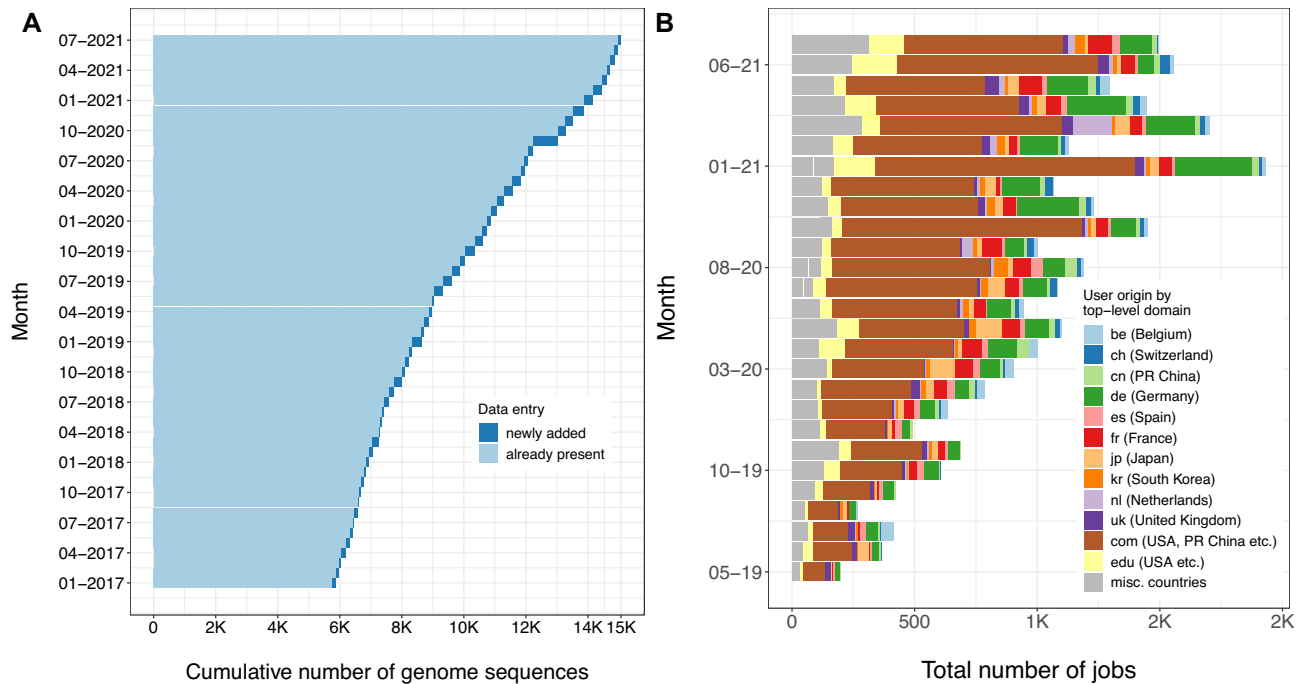 A
07–2021
04–2021
01–2021
10–2020
07–2020
04–2020
01–2020
10–2019
07–2019
04–2019
01–2019
10–2018
07–2018
04–2018
01–2018
10–2017
07–2017
04–2017
01–2017
Month
Data entry
newly added
already present
0 2K 4K 6K 8K 10K 12K 14K 15K
Cumulative number of genome sequences
B
06–21
01–21
08–20
03–20
10–19
05–19
Month
User origin by
top–level domain
be (Belgium)
ch (Switzerland)
cn (PR China)
de (Germany)
es (Spain)
fr (France)
jp (Japan)
kr (South Korea)
nl (Netherlands)
uk (United Kingdom)
com (USA, PR China etc.)
edu (USA etc.)
misc. countries
0 500 1K 2K 2K
Total number of jobs